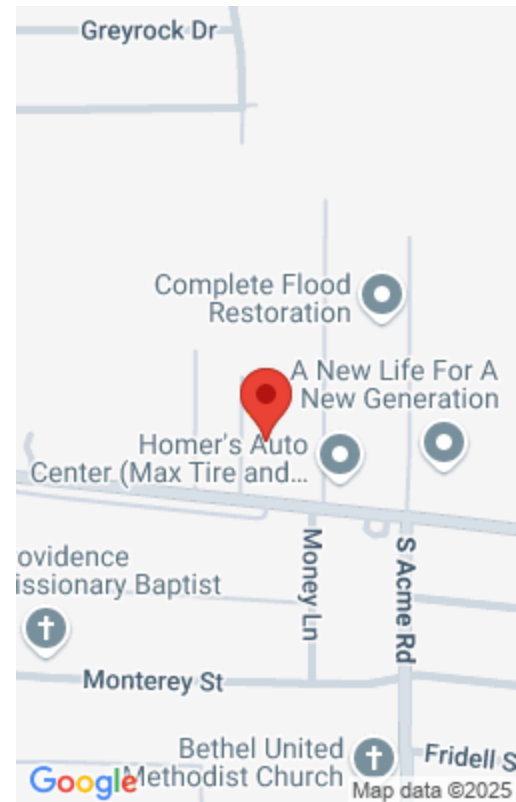 Greyrock Dr
Complete Flood
Restoration
A New Life For A
New Generation
Homer's Auto
Center (Max Tire and...
Money Ln
S Acme Rd
ovidence
issionary Baptist
Monterey St
Bethel United
Methodist Church
Fridell S
Google
Map data ©2025